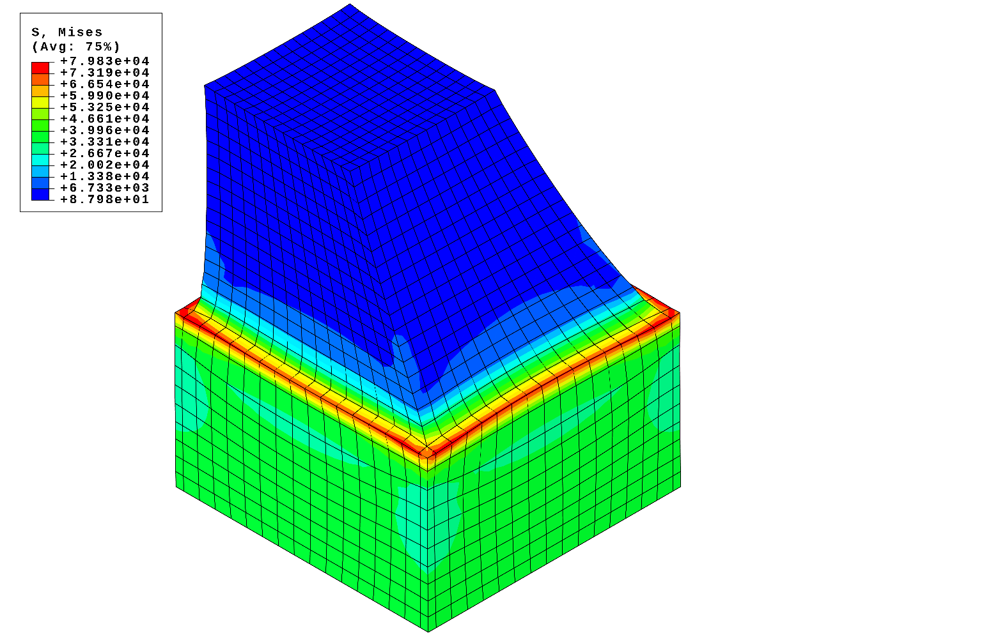 S, Mises
(Avg: 75%)
+7.983e+04
+7.319e+04
+6.654e+04
+5.990e+04
+5.325e+04
+4.661e+04
+3.996e+04
+3.331e+04
+2.667e+04
+2.002e+04
+1.338e+04
+6.733e+03
+8.798e+01